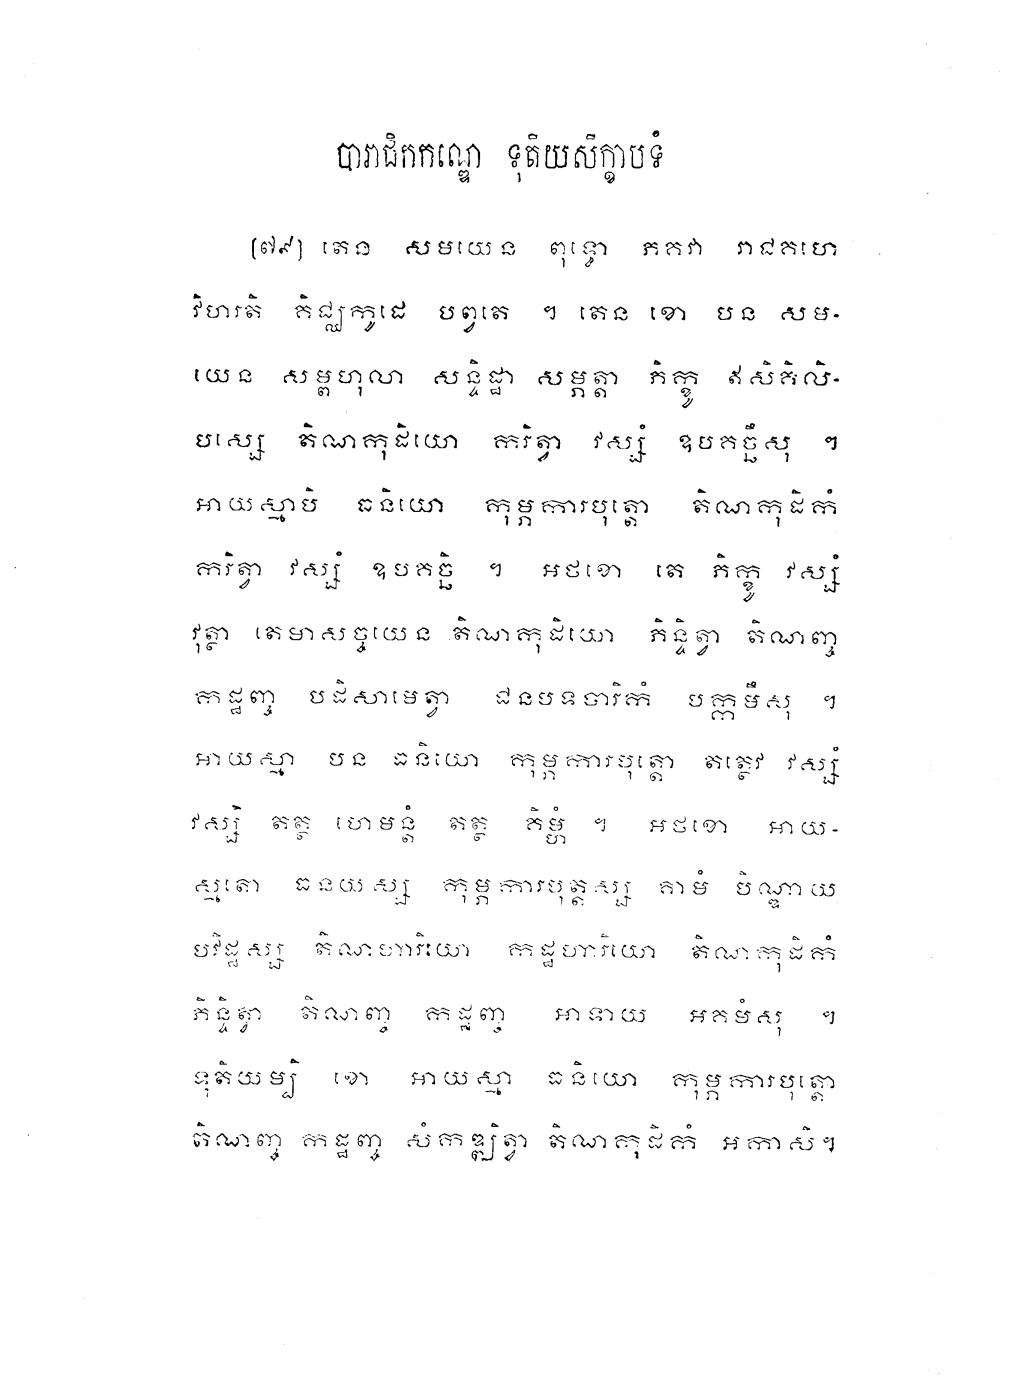 បារាជិកកណ្ឌេ ទុតិយសិក្ខាបទំ
[៧៩] តេន សមយេន ពុទ្ធោ ភគវា រាជគហេ
វិហរតិ គិជ្ឈកូដេ បព្វតេ ។ តេន ខោ បន សម-
យេន សម្ពហុលា សន្ទិដ្ឋា សម្ភត្តា ភិក្ខូ ឥសិគិលិ-
បស្សេ តិណកុដិយោ ករិត្វា វស្សំ ឧបគច្ឆឹសុ ។
អាយស្មាបិ ធនិយោ កុម្ភការបុត្តោ តិណកុដិកំ
ករិត្វា វស្សំ ឧបគច្ឆិ ។ អថខោ តេ ភិក្ខូ វស្សំ
វុត្ថា តេមាសច្ចយេន តិណកុដិយោ ភិន្ទិត្វា តិណញ្ច
កដ្ឋញ្ច បដិសាមេត្វា ជនបទចារិកំ បក្កមឹសុ ។
អាយស្មា បន ធនិយោ កុម្ភការបុត្តោ តត្ថេវ វស្សំ
វស្សិ តត្ថ ហេមន្តំ តត្ថ គិម្ហំ ។ អថខោ អាយ-
ស្មតោ ធនយស្ស កុម្ភការបុត្តស្ស គាមំ បិណ្ឌាយ
បវិដ្ឋស្ស តិណហារិយោ កដ្ឋហារិយោ តិណកុដិកំ
ភិន្ទិត្វា តិណញ្ច កដ្ឋញ្ច អាទាយ អគមំសុ ។
ទុតិយម្បិ ខោ អាយស្មា ធនិយោ កុម្ភការបុត្តោ
តិណញ្ច កដ្ឋញ្ច សំកឌ្ឍិត្វា តិណកុដិកំ អកាសិ។